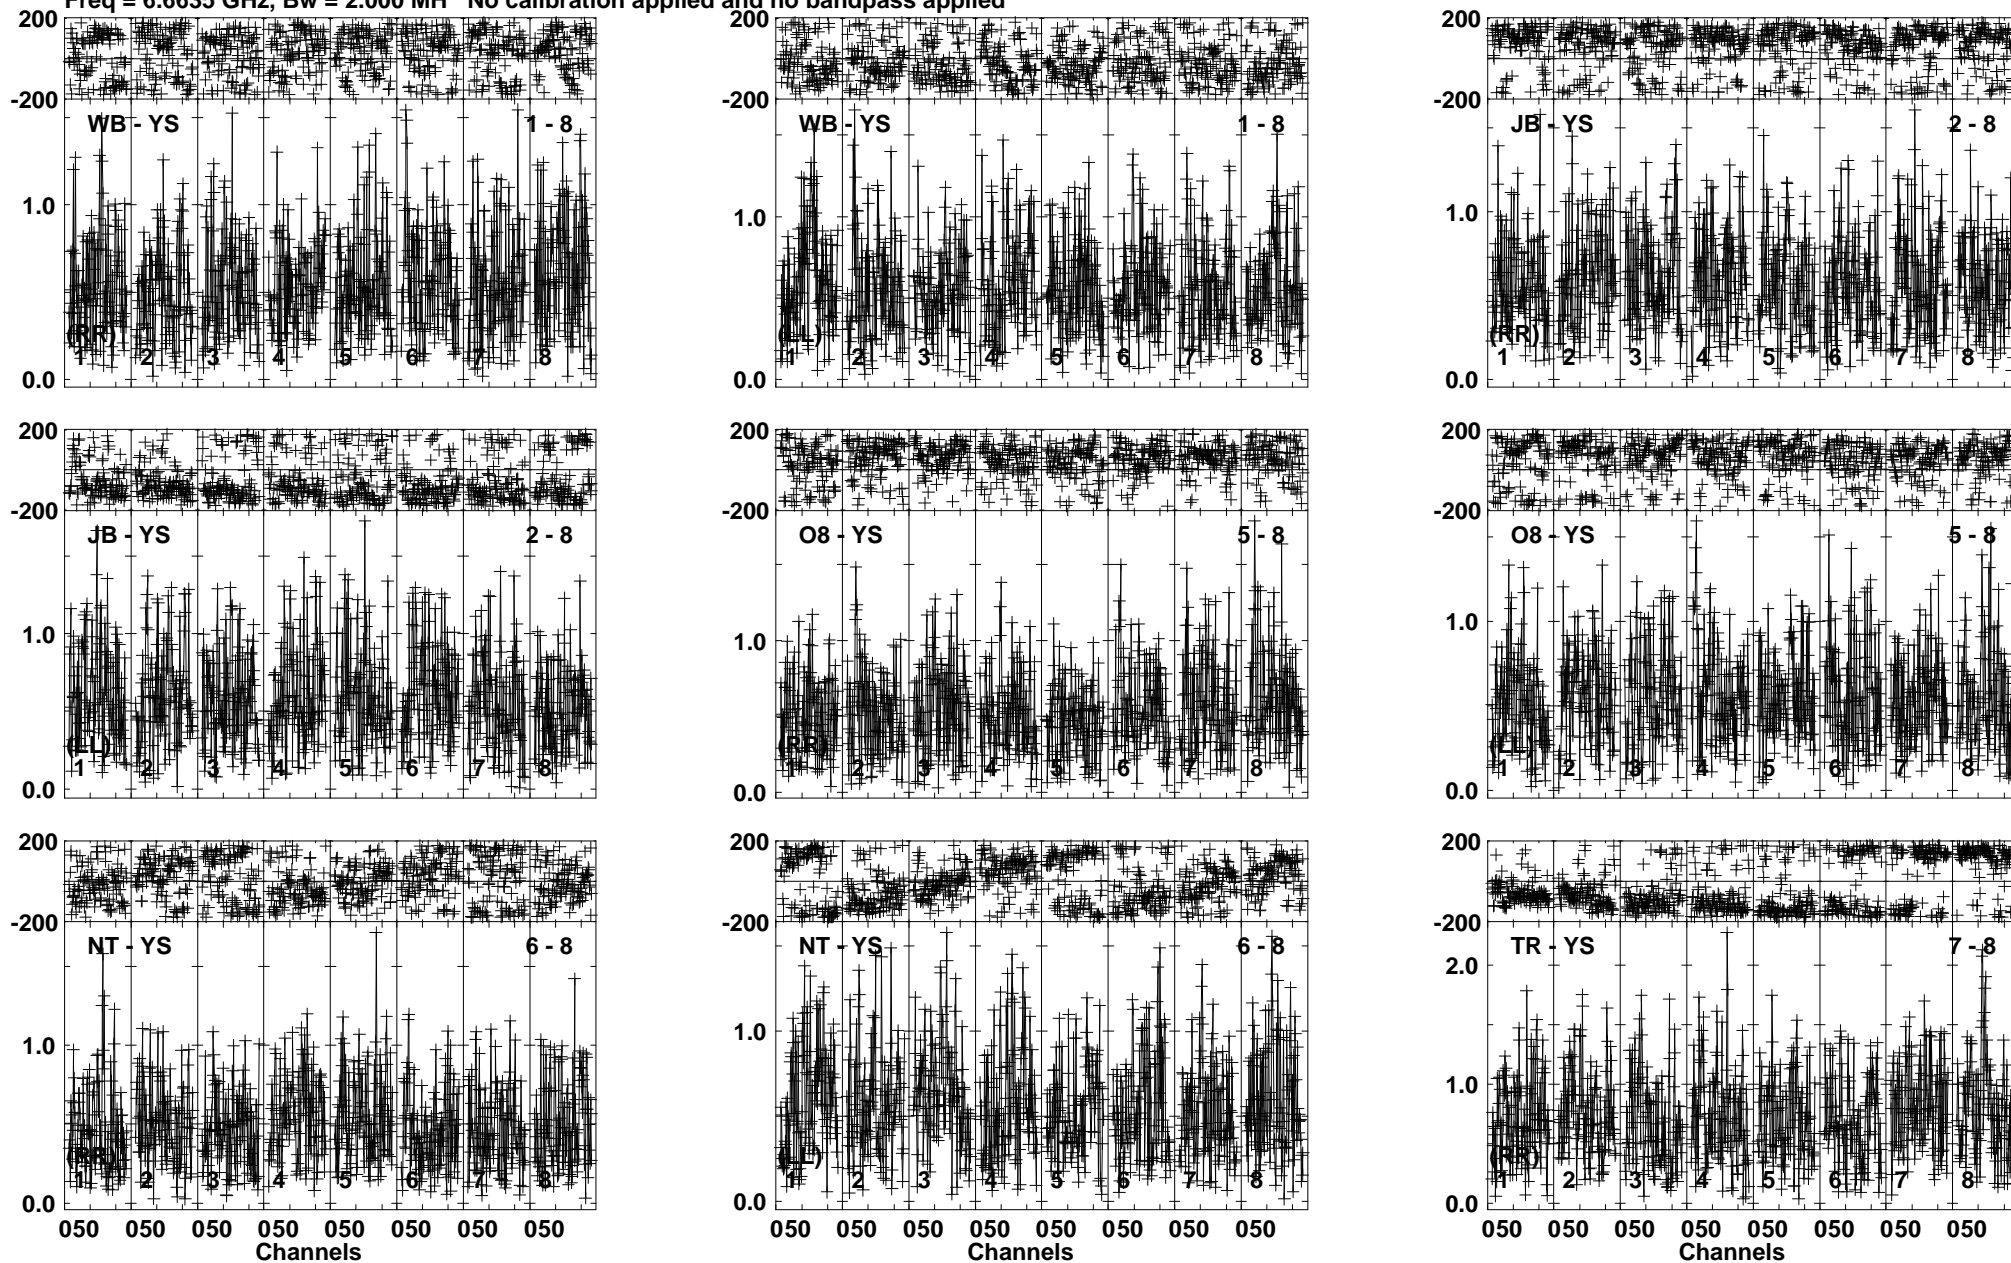 Freq = 6.6635 GHz, Bw = 2.000 MH   No calibration applied and no bandpass applied
200
-200
WB - YS 1 - 8
1.0
(RR)
1 2 3 4 5 6 7 8
0.0
200
-200
WB - YS 1 - 8
1.0
(LL)
1 2 3 4 5 6 7 8
0.0
200
-200
JB - YS 2 - 8
1.0
(RR)
1 2 3 4 5 6 7 8
0.0
200
-200
JB - YS 2 - 8
1.0
(LL)
1 2 3 4 5 6 7 8
0.0
200
-200
O8 - YS 5 - 8
1.0
(RR)
1 2 3 4 5 6 7 8
0.0
200
-200
O8 - YS 5 - 8
1.0
(LL)
1 2 3 4 5 6 7 8
0.0
200
-200
NT - YS 6 - 8
1.0
(RR)
1 2 3 4 5 6 7 8
0.0
050 050 050 050 050 050 050 050
Channels
200
-200
NT - YS 6 - 8
1.0
(LL)
1 2 3 4 5 6 7 8
0.0
050 050 050 050 050 050 050 050
Channels
200
-200
TR - YS 7 - 8
2.0
1.0
(RR)
1 2 3 4 5 6 7 8
0.0
050 050 050 050 050 050 050 050
Channels